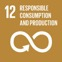 12 RESPONSIBLE
CONSUMPTION
AND PRODUCTION